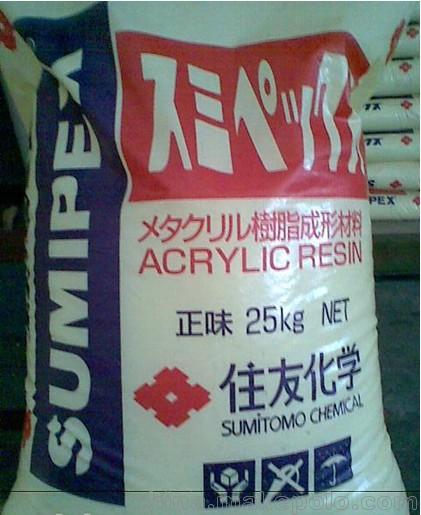 SUMIPEX
スミペックス
メタクリル樹脂成形材料
ACRYLIC RESIN
正味 25kg NET
住友化学
SUMITOMO CHEMICAL
PEX